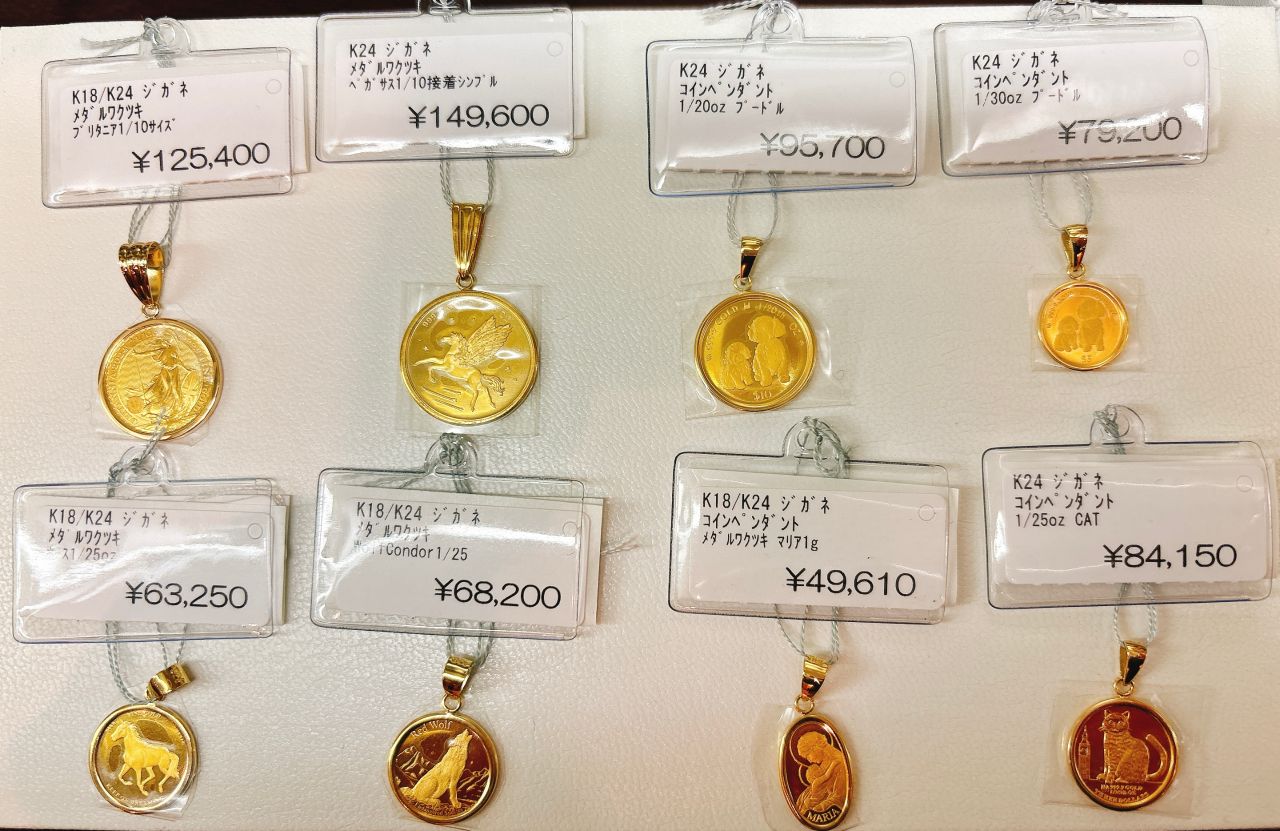 K18/K24 ジガネ
メダルワクツキ
ブリタニア1/10サイズ
¥125,400
K24 ジガネ
メダルワクツキ
ペガサス1/10接着シンプル
¥149,600
K24 ジガネ
コインペンダント
1/20oz プードル
¥95,700
K24 ジガネ
コインペンダント
1/30oz プードル
¥79,200
$10
K18/K24 ジガネ
メダルワクツキ
1/25oz
¥63,250
K18/K24 ジガネ
メダルワクツキ
Condor1/25
¥68,200
Red Wolf
K18/K24 ジガネ
コインペンダント
メダルワクツキ マリア1g
¥49,610
MARIA
K24 ジガネ
コインペンダント
1/25oz CAT
¥84,150